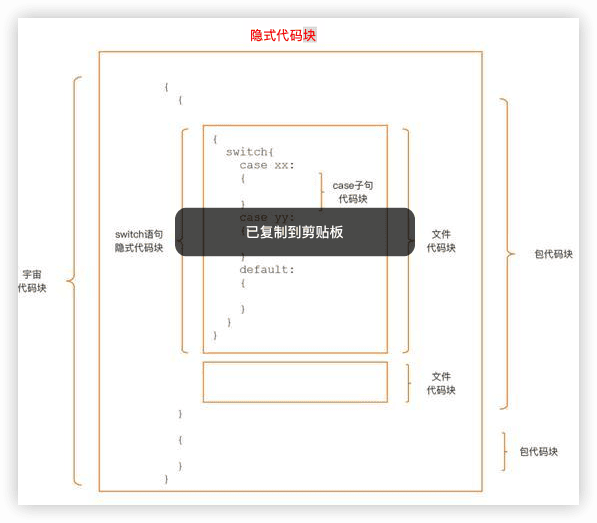 隐式代码块
{
{
{
switch{
case xx:
{
case子句
代码块
}
case yy:
已复制到剪贴板
switch语句
隐式代码块
文件
代码块
包代码块
}
default:
{
宇宙
代码块
}
}
}
文件
代码块
}
{
包代码块
}
}